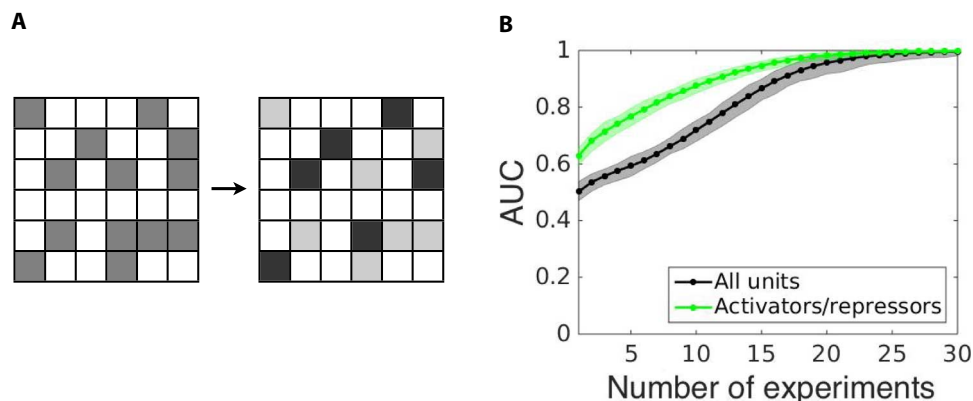 A
B
1
0.8
0.6
0.4
0.2
0
AUC
All units
Activators/repressors
5 10 15 20 25 30
Number of experiments